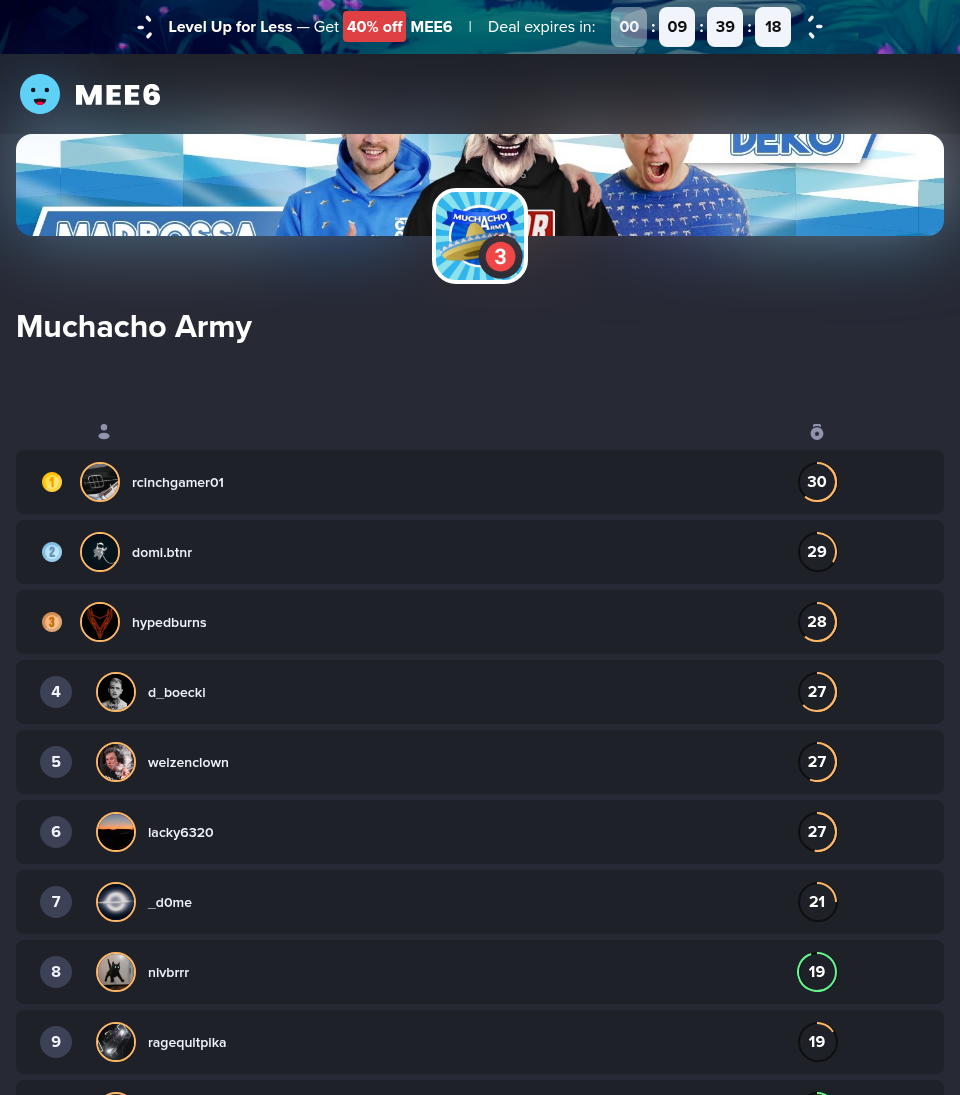 Level Up for Less — Get 40% off MEE6 | Deal expires in: 00 : 09 : 39 : 18
MEE6
DEKO
MADROSSA
MUCHACHO
ARMY
3
Muchacho Army
1 rcinchgamer01 30
2 domi.btnr 29
3 hypedburns 28
4 d_boeckl 27
5 weizenclown 27
6 lacky6320 27
7 _d0me 21
8 nivbrrr 19
9 ragequitpika 19